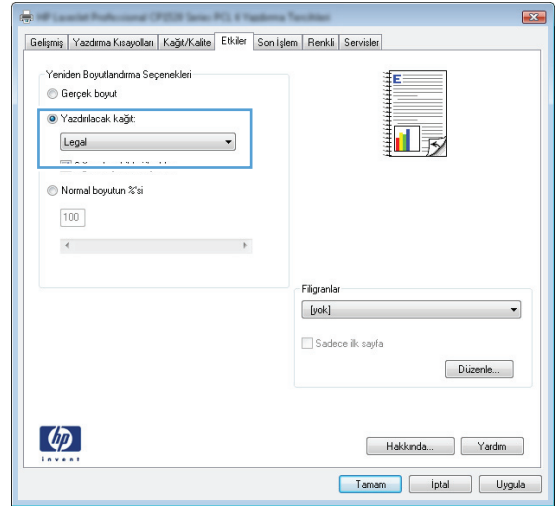 Gelişmiş Yazdırma Kısayolları Kağıt/Kalite Etkiler Son İşlem Renkli Servisler
Yeniden Boyutlandırma Seçenekleri
Gerçek boyut
Yazdırılacak kağıt:
Legal
Normal boyutun %'si
100
E
Filigranlar
[yok]
Sadece ilk sayfa
Düzenle...
hp
invent
Hakkında... Yardım
Tamam İptal Uygula